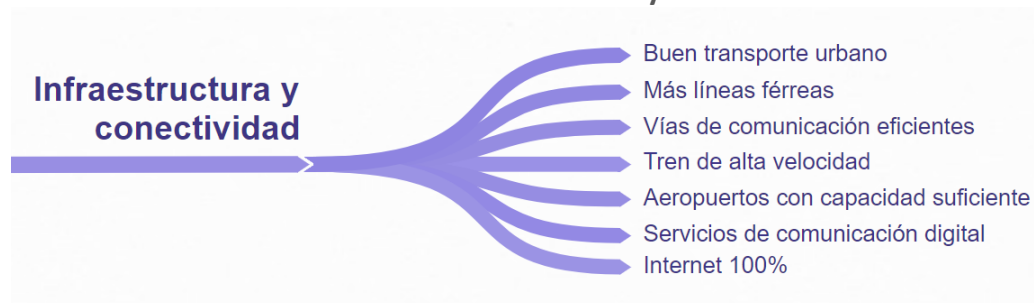 Infraestructura y
conectividad
Buen transporte urbano
Más líneas férreas
Vías de comunicación eficientes
Tren de alta velocidad
Aeropuertos con capacidad suficiente
Servicios de comunicación digital
Internet 100%